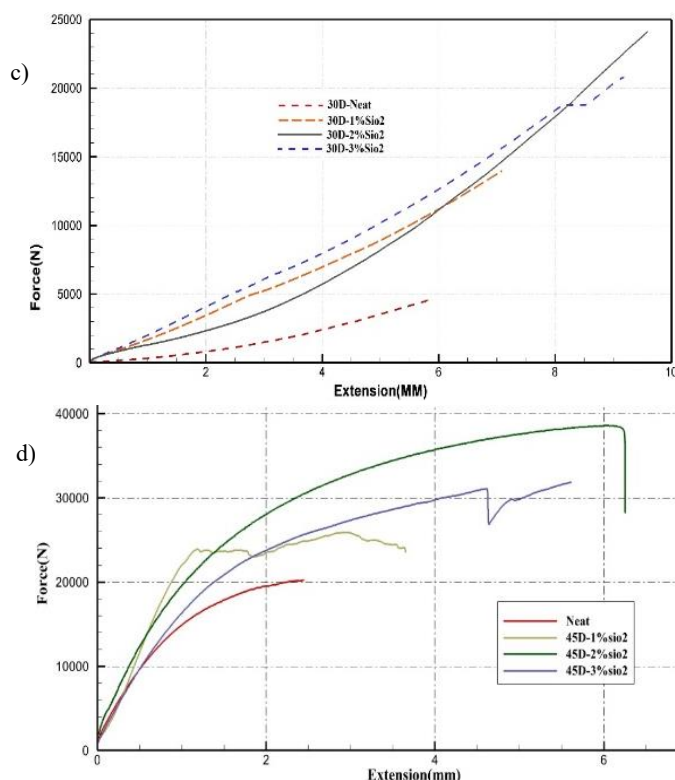 c)
25000
20000
15000
10000
5000
0
Force(N)
30D-Neat
30D-1%Sio2
30D-2%Sio2
30D-3%Sio2
2
4
6
8
10
Extension(MM)
d)
40000
30000
20000
10000
0
Force(N)
Neat
45D-1%sio2
45D-2%sio2
45D-3%sio2
0
2
4
6
Extension(mm)